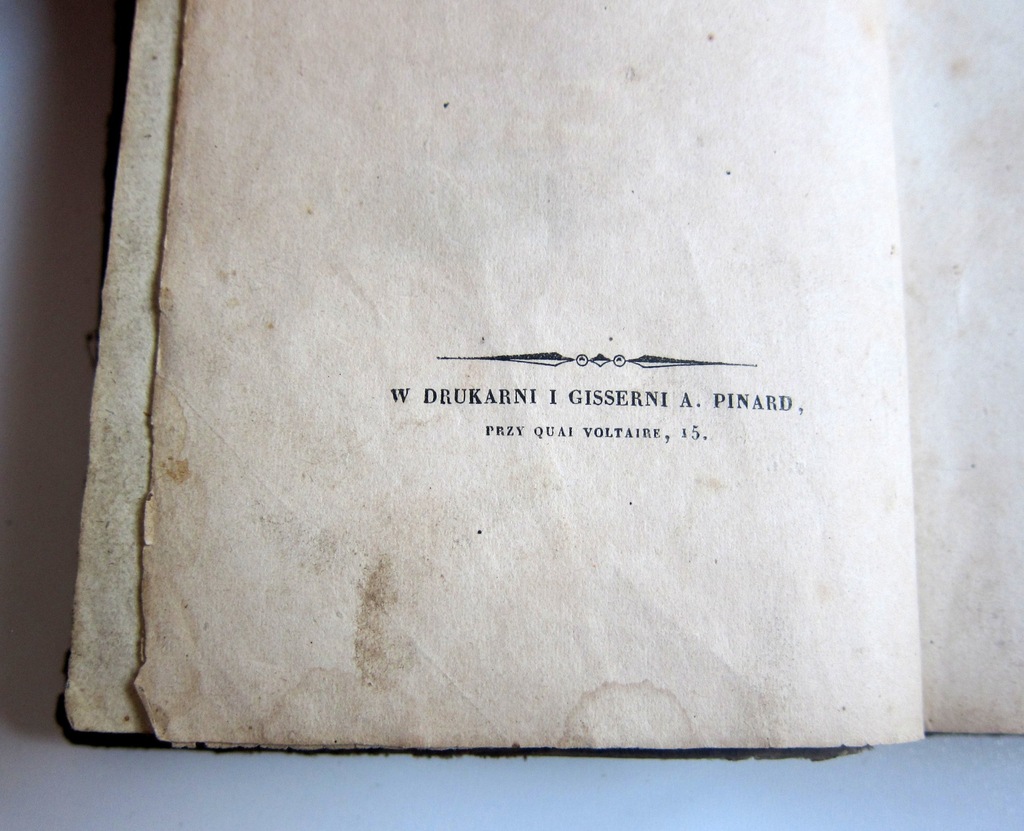 W DRUKARNI I GISSERNI A. PINARD,
PRZY QUAI VOLTAIRE, 15.